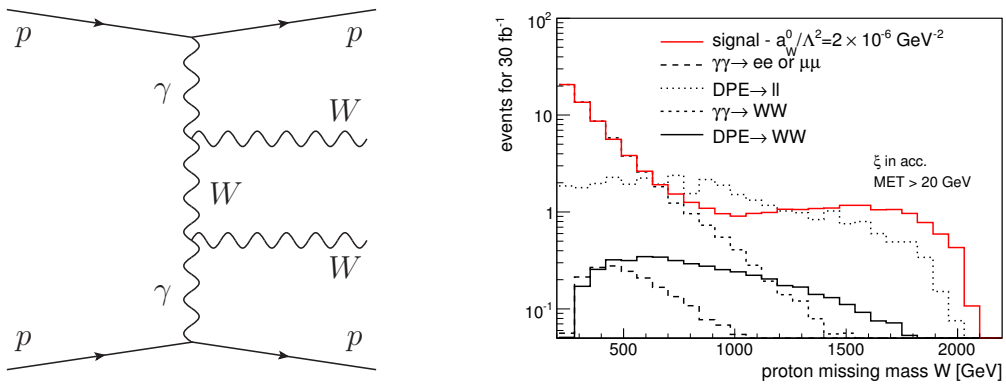 p
p
γ
W
W
W
γ
p
p
events for 30 fb⁻¹
10²
10
1
10⁻¹
signal - a⁰_W/Λ²=2 × 10⁻⁶ GeV⁻²
γγ→ ee or μμ
DPE→ ll
γγ→ WW
DPE→ WW
ξ in acc.
MET > 20 GeV
500 1000 1500 2000
proton missing mass W [GeV]